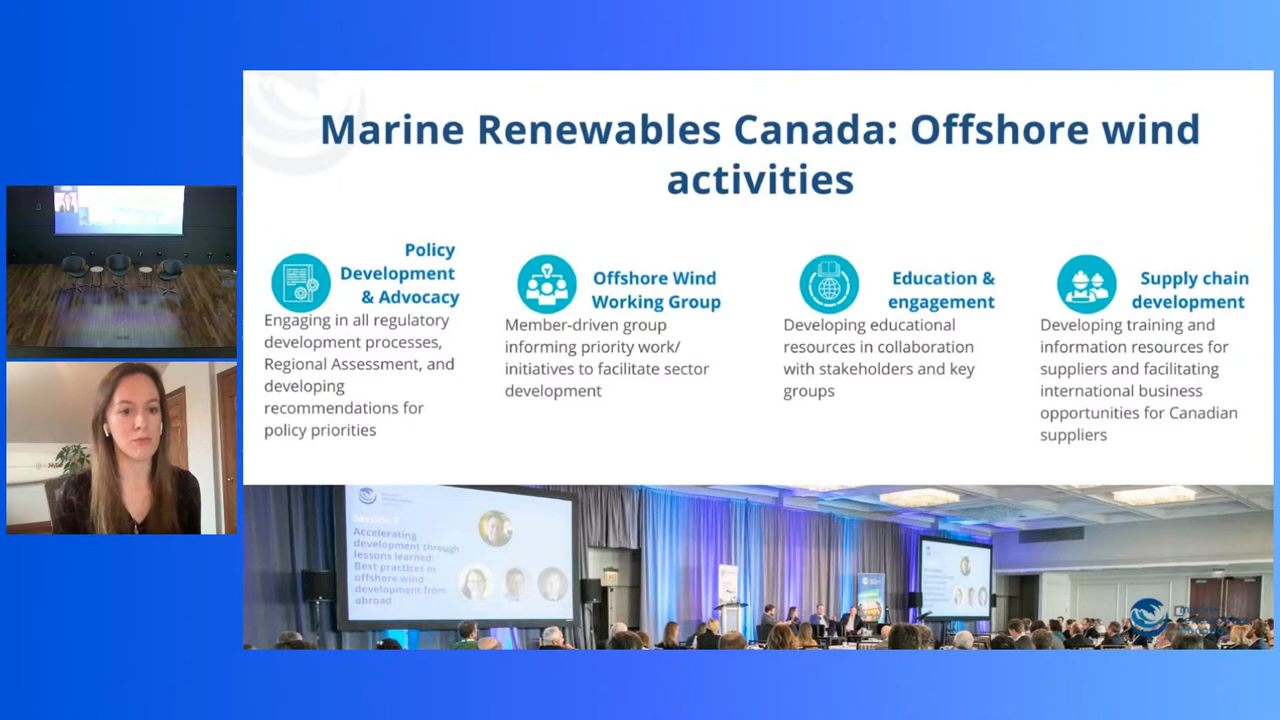 Marine Renewables Canada: Offshore wind
activities
Policy
Development
& Advocacy
Engaging in all regulatory
development processes,
Regional Assessment, and
developing
recommendations for
policy priorities
Offshore Wind
Working Group
Member-driven group
informing priority work/
initiatives to facilitate sector
development
Education &
engagement
Developing educational
resources in collaboration
with stakeholders and key
groups
Supply chain
development
Developing training and
information resources for
suppliers and facilitating
international business
opportunities for Canadian
suppliers
Session 2
Accelerating
development through
lessons learned:
Best practices in
offshore wind
development from
abroad